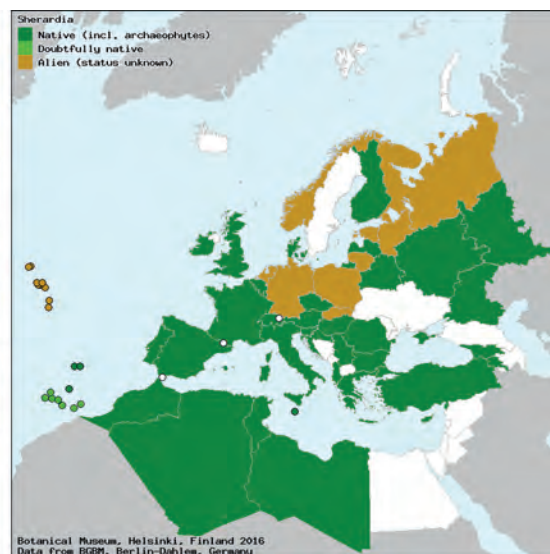 Sherardia
Native (incl. archaeophytes)
Doubtfully native
Alien (status unknown)
Botanical Museum, Helsinki, Finland 2016
Data from BGBM, Berlin-Dahlem, Germany